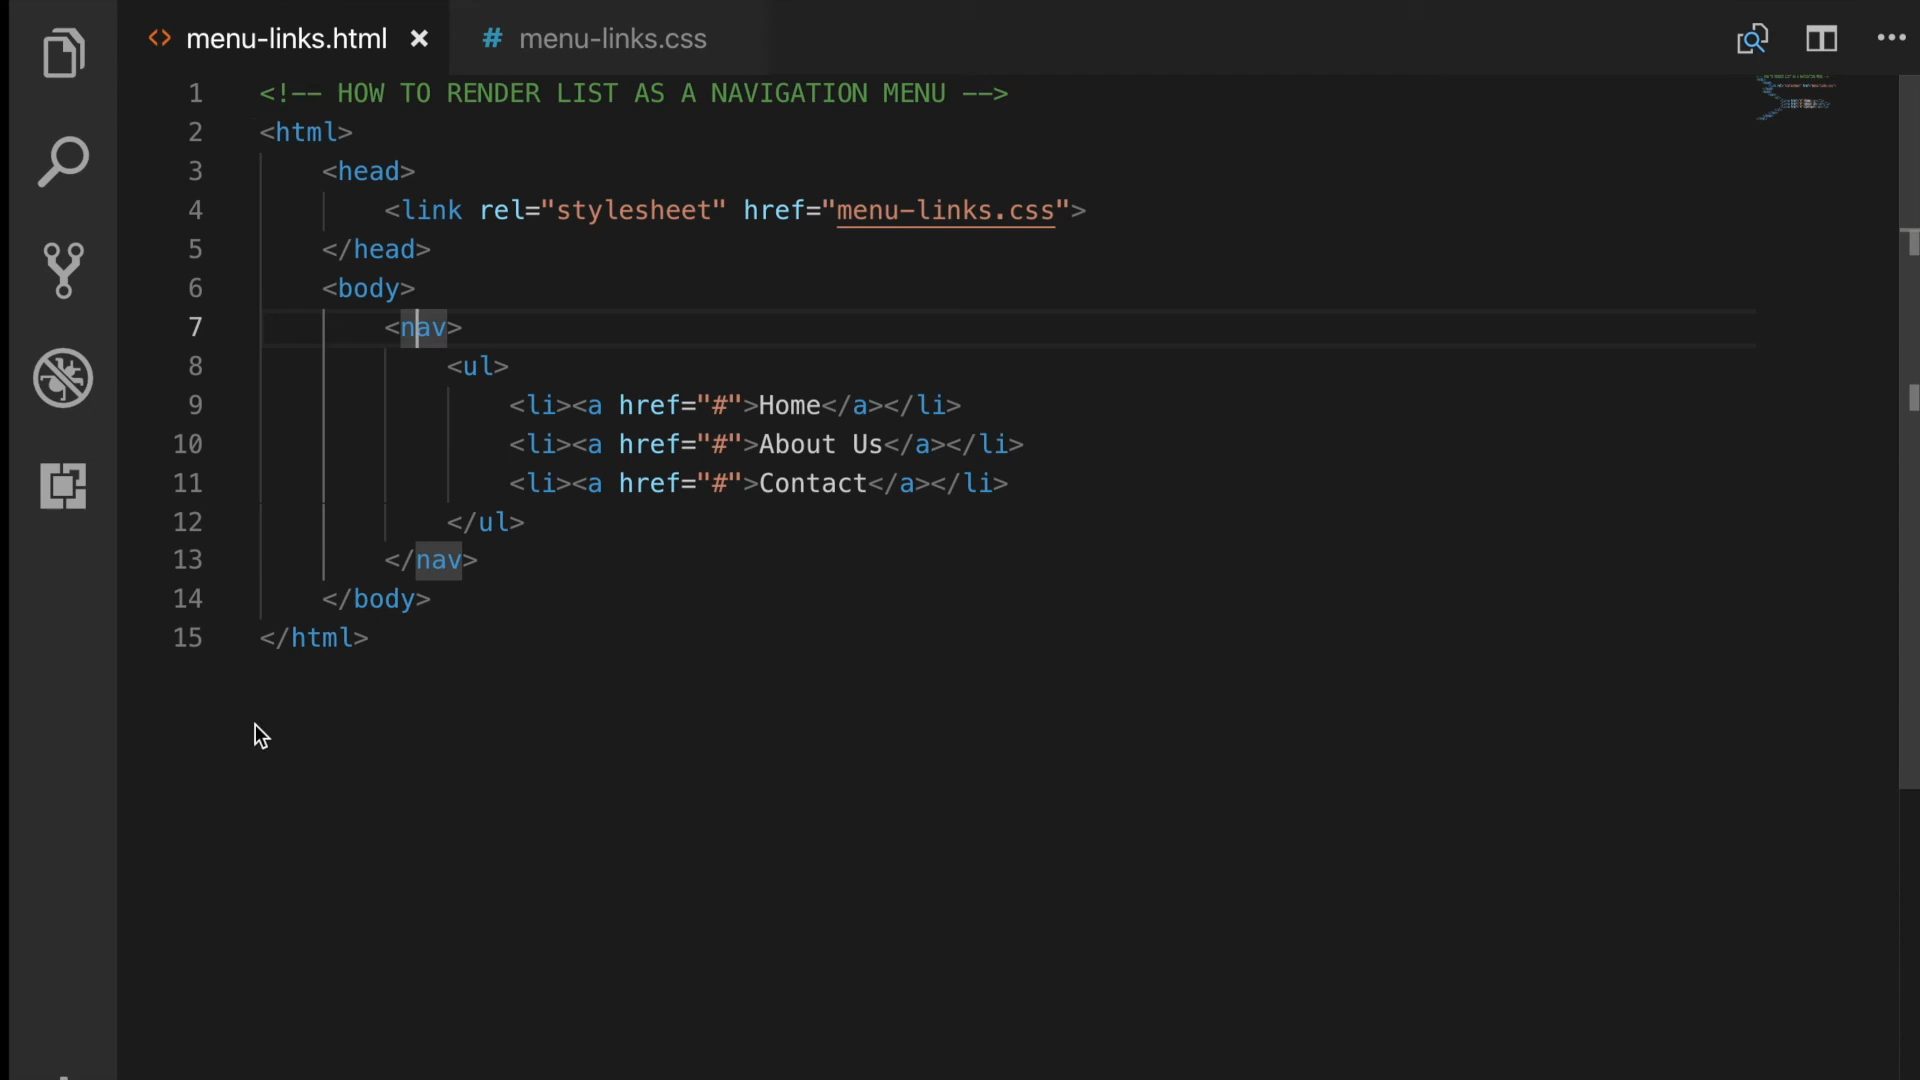 <> menu-links.html × # menu-links.css
1 <!-- HOW TO RENDER LIST AS A NAVIGATION MENU -->
2 <html>
3 <head>
4 <link rel="stylesheet" href="menu-links.css">
5 </head>
6 <body>
7 <nav>
8 <ul>
9 <li><a href="#">Home</a></li>
10 <li><a href="#">About Us</a></li>
11 <li><a href="#">Contact</a></li>
12 </ul>
13 </nav>
14 </body>
15 </html>